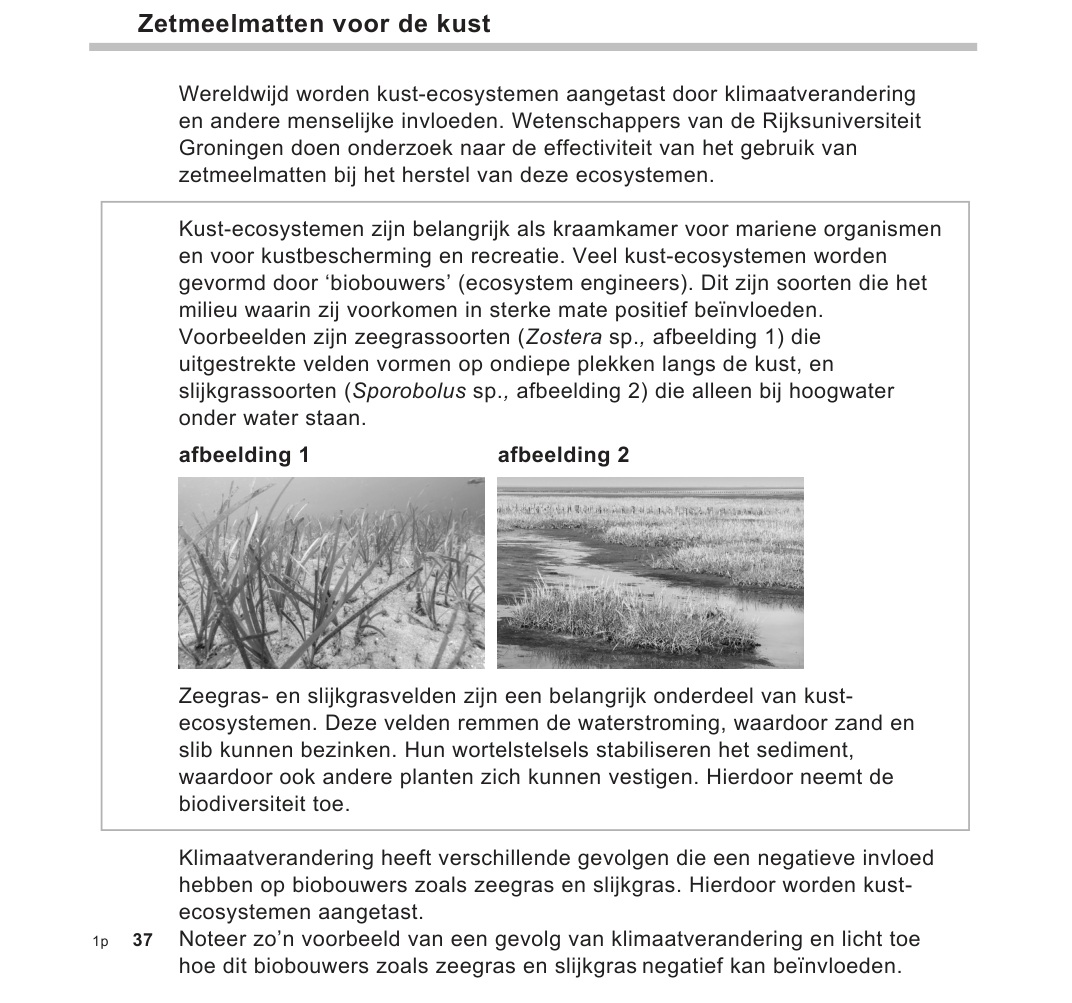 Zetmeelmatten voor de kust
Wereldwijd worden kust-ecosystemen aangetast door klimaatverandering
en andere menselijke invloeden. Wetenschappers van de Rijksuniversiteit
Groningen doen onderzoek naar de effectiviteit van het gebruik van
zetmeelmatten bij het herstel van deze ecosystemen.
Kust-ecosystemen zijn belangrijk als kraamkamer voor mariene organismen
en voor kustbescherming en recreatie. Veel kust-ecosystemen worden
gevormd door ‘biobouwers’ (ecosystem engineers). Dit zijn soorten die het
milieu waarin zij voorkomen in sterke mate positief beïnvloeden.
Voorbeelden zijn zeegrassoorten (Zostera sp., afbeelding 1) die
uitgestrekte velden vormen op ondiepe plekken langs de kust, en
slijkgrassoorten (Sporobolus sp., afbeelding 2) die alleen bij hoogwater
onder water staan.
afbeelding 1 afbeelding 2
Zeegras- en slijkgrasvelden zijn een belangrijk onderdeel van kust-
ecosystemen. Deze velden remmen de waterstroming, waardoor zand en
slib kunnen bezinken. Hun wortelstelsels stabiliseren het sediment,
waardoor ook andere planten zich kunnen vestigen. Hierdoor neemt de
biodiversiteit toe.
Klimaatverandering heeft verschillende gevolgen die een negatieve invloed
hebben op biobouwers zoals zeegras en slijkgras. Hierdoor worden kust-
ecosystemen aangetast.
1p 37 Noteer zo’n voorbeeld van een gevolg van klimaatverandering en licht toe
hoe dit biobouwers zoals zeegras en slijkgras negatief kan beïnvloeden.